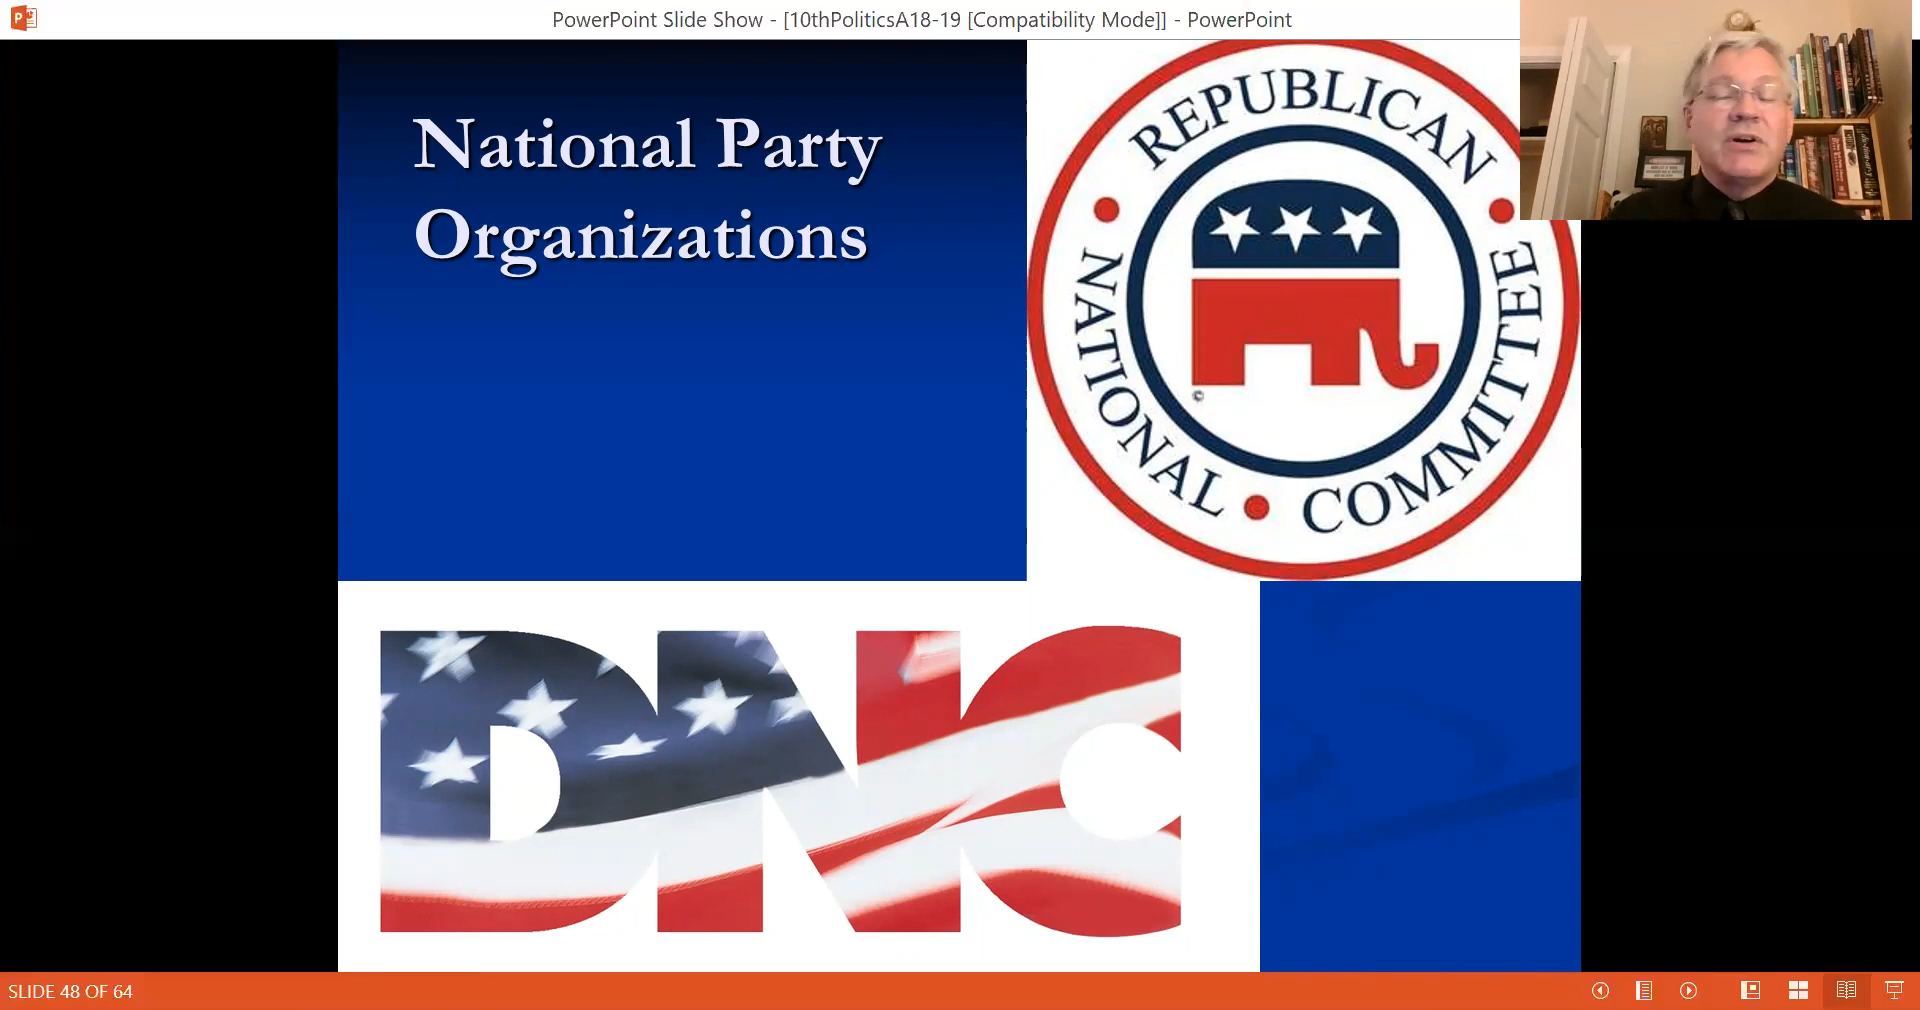 PowerPoint Slide Show - [10thPoliticsA18-19 [Compatibility Mode]] - PowerPoint
National Party
Organizations
REPUBLICAN
NATIONAL • COMMITTEE
©
DNC
SLIDE 48 OF 64